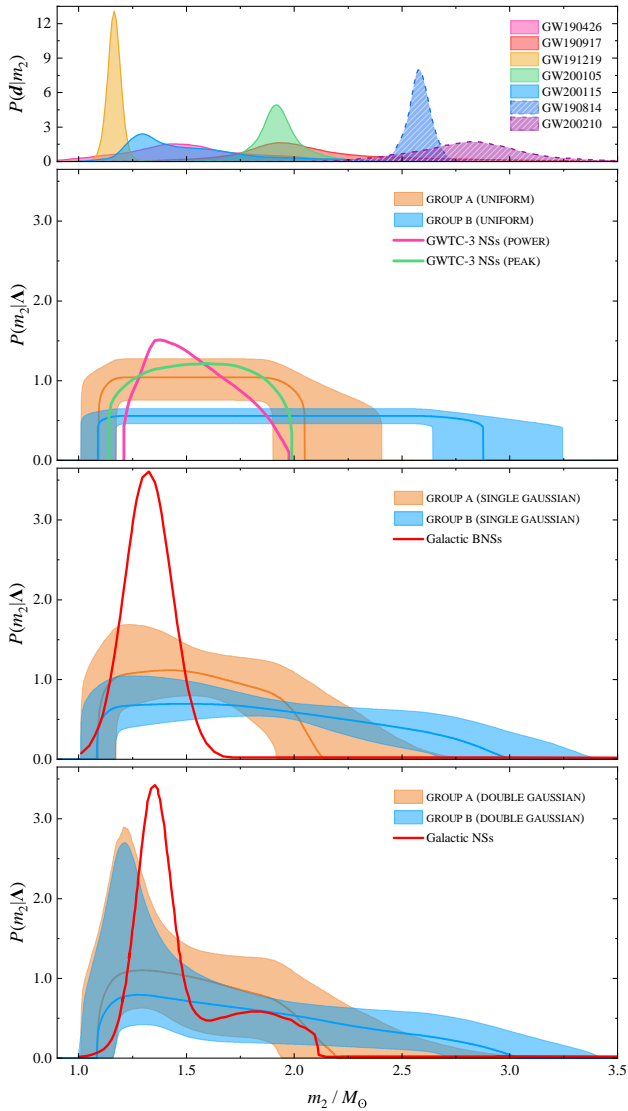 12
9
6
3
0
P(d|m₂)
GW190426
GW190917
GW191219
GW200105
GW200115
GW190814
GW200210
3.0
2.0
1.0
0.0
P(m₂|Λ)
GROUP A (UNIFORM)
GROUP B (UNIFORM)
GWTC-3 NSs (POWER)
GWTC-3 NSs (PEAK)
3.0
2.0
1.0
0.0
P(m₂|Λ)
GROUP A (SINGLE GAUSSIAN)
GROUP B (SINGLE GAUSSIAN)
Galactic BNSs
3.0
2.0
1.0
0.0
P(m₂|Λ)
GROUP A (DOUBLE GAUSSIAN)
GROUP B (DOUBLE GAUSSIAN)
Galactic NSs
1.0 1.5 2.0 2.5 3.0 3.5
m₂ / M⊙